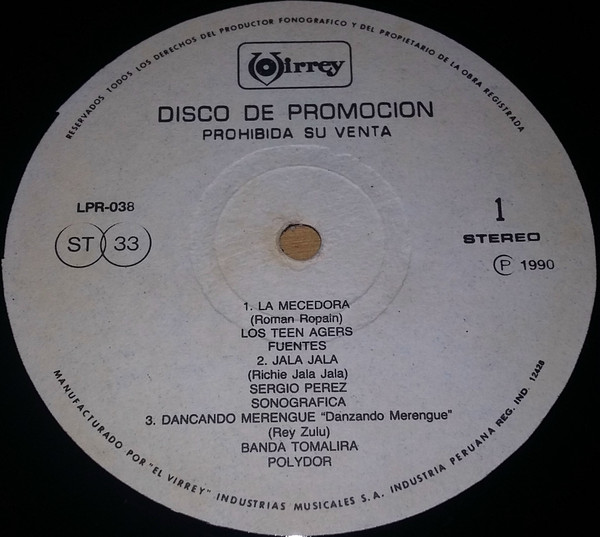 RESERVADOS TODOS LOS DERECHOS DEL PRODUCTOR FONOGRAFICO Y DEL PROPIETARIO DE LA OBRA REGISTRADA
Virrey
DISCO DE PROMOCION
PROHIBIDA SU VENTA
LPR-038
ST 33
1
STEREO
Ⓟ 1990
1. LA MECEDORA
(Roman Ropain)
LOS TEEN AGERS
FUENTES
2. JALA JALA
(Richie Jala Jala)
SERGIO PEREZ
SONOGRAFICA
3. DANCANDO MERENGUE "Danzando Merengue"
(Rey Zulu)
BANDA TOMALIRA
POLYDOR
MANUFACTURADO POR "EL VIRREY" INDUSTRIAS MUSICALES S.A. INDUSTRIA PERUANA REG. IND. 12428